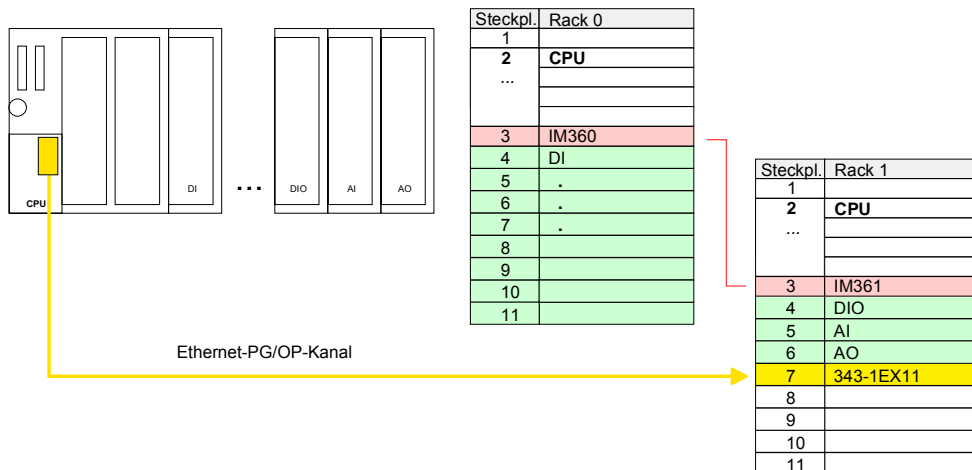 CPU
DI
...
DIO
AI
AO
Ethernet-PG/OP-Kanal
Steckpl. Rack 0
1
2 CPU
...
3 IM360
4 DI
5 .
6 .
7 .
8
9
10
11
Steckpl. Rack 1
1
2 CPU
...
3 IM361
4 DIO
5 AI
6 AO
7 343-1EX11
8
9
10
11